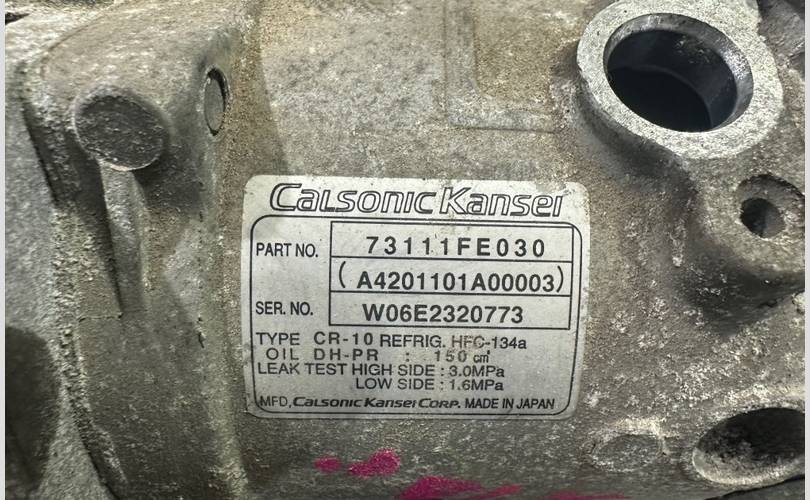 CALSONIC KANSEI
PART NO. 73111FE030
(A4201101A00003)
SER. NO. W06E2320773
TYPE CR-10 REFRIG. HFC-134a
OIL DH-PR : 150 cm³
LEAK TEST HIGH SIDE : 3.0MPa
LOW SIDE : 1.6MPa
MFD, CALSONIC KANSEI CORP. MADE IN JAPAN